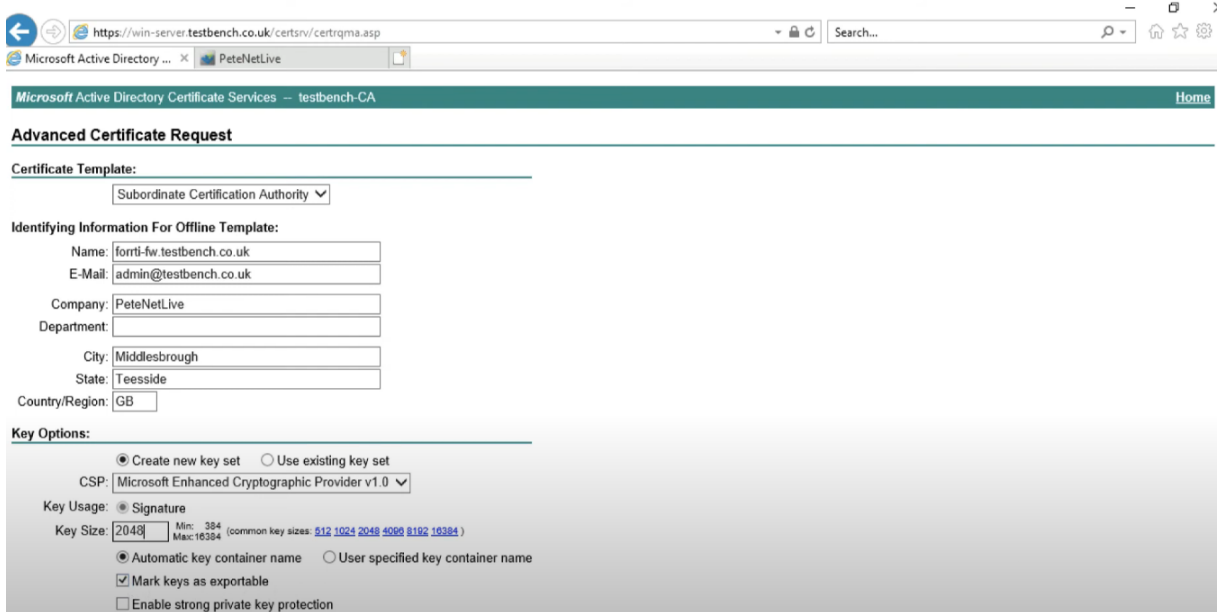 https://win-server.testbench.co.uk/certsrv/certrqma.asp
Search...
Microsoft Active Directory ...
PeteNetLive
Microsoft Active Directory Certificate Services -- testbench-CA
Home
Advanced Certificate Request
Certificate Template:
Subordinate Certification Authority
Identifying Information For Offline Template:
Name: forrti-fw.testbench.co.uk
E-Mail: admin@testbench.co.uk
Company: PeteNetLive
Department:
City: Middlesbrough
State: Teesside
Country/Region: GB
Key Options:
Create new key set Use existing key set
CSP: Microsoft Enhanced Cryptographic Provider v1.0
Key Usage: Signature
Key Size: 2048 Min: 384 (common key sizes: 512 1024 2048 4096 8192 16384 )
Max:16384
Automatic key container name User specified key container name
Mark keys as exportable
Enable strong private key protection